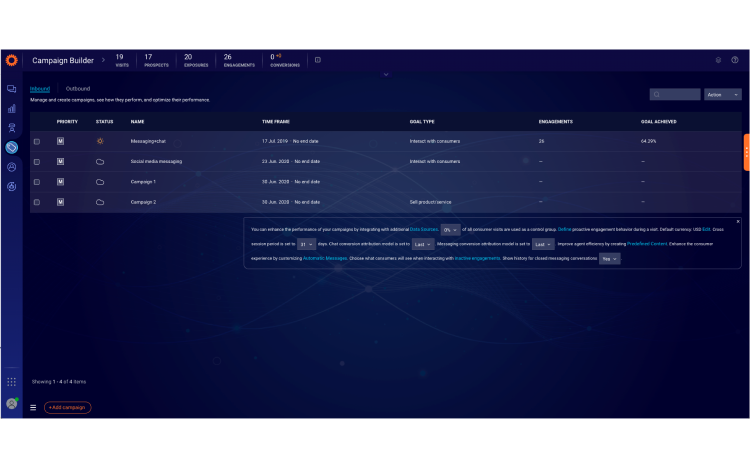 Campaign Builder > 19 17 20 26 0 +0
VISITS PROSPECTS EXPOSURES ENGAGEMENTS CONVERSIONS
Inbound Outbound
Manage and create campaigns, see how they perform, and optimize their performance.
Action
PRIORITY STATUS NAME TIME FRAME GOAL TYPE ENGAGEMENTS GOAL ACHIEVED
M Messaging+chat 17 Jul. 2019 - No end date Interact with consumers 26 64.29%
M Social media messaging 23 Jun. 2020 - No end date Interact with consumers – –
M Campaign 1 30 Jun. 2020 - No end date – –
M Campaign 2 30 Jun. 2020 - No end date Sell product/service – –
You can enhance the performance of your campaigns by integrating with additional Data Sources. 0% of all consumer visits are used as a control group. Define proactive engagement behavior during a visit. Default currency: USD Edit. Cross
session period is set to 31 days. Chat conversion attribution model is set to Last Messaging conversion attribution model is set to Last Improve agent efficiency by creating Predefined Content. Enhance the consumer
experience by customizing Automatic Messages. Choose what consumers will see when interacting with inactive engagements. Show history for closed messaging conversations Yes
Showing 1 - 4 of 4 items
+Add campaign